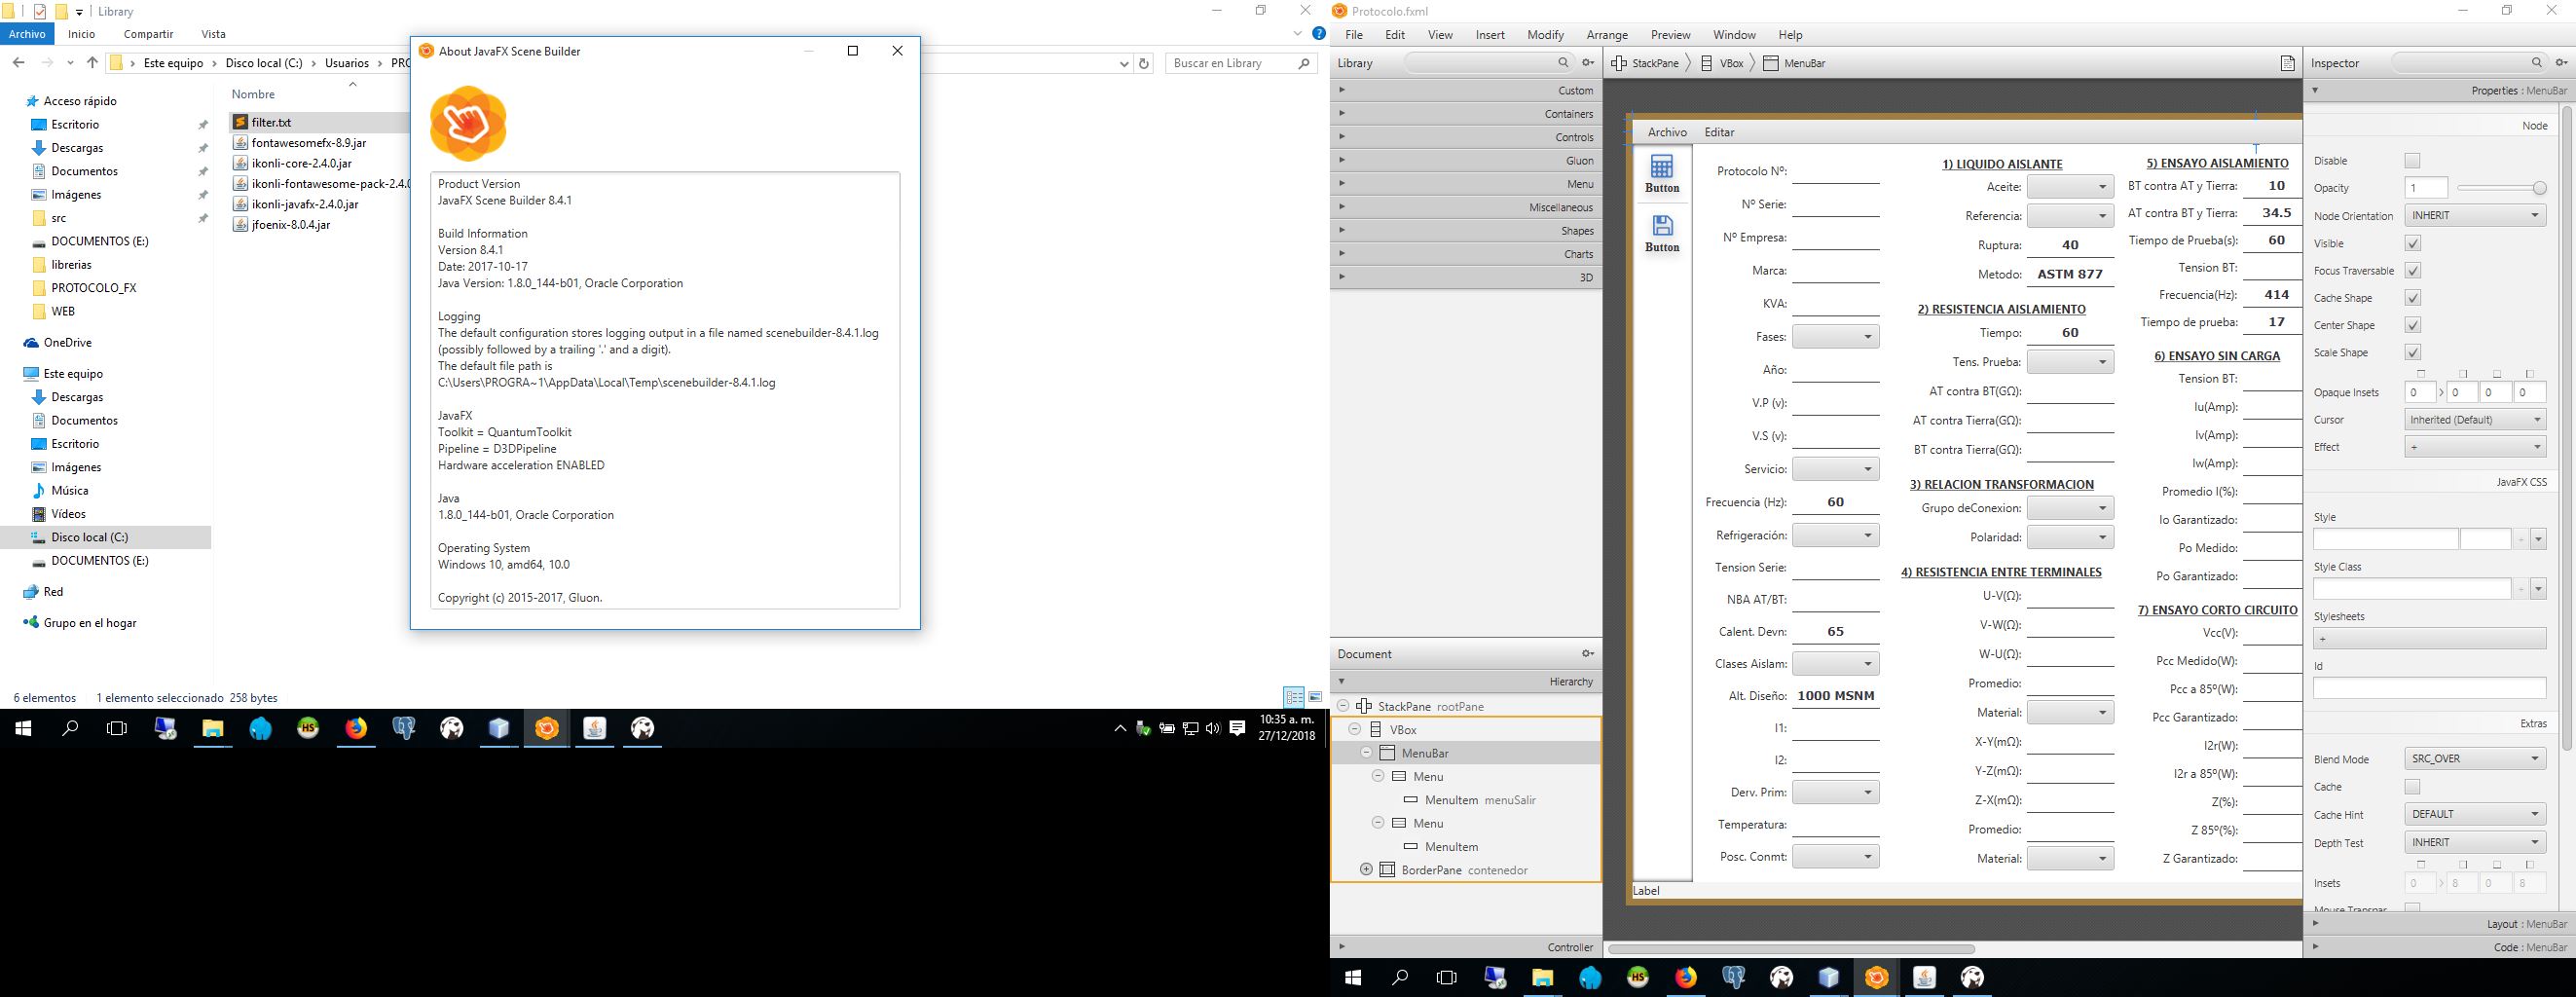 Library
Archivo
Inicio
Compartir
Vista
Este equipo
Disco local (C:)
Usuarios
PRO
Buscar en Library
Acceso rápido
Escritorio
Descargas
Documentos
Imágenes
src
DOCUMENTOS (E:)
librerias
PROTOCOLO_FX
WEB
OneDrive
Este equipo
Descargas
Documentos
Escritorio
Imágenes
Música
Vídeos
Disco local (C:)
DOCUMENTOS (E:)
Red
Grupo en el hogar
Nombre
filter.txt
fontawesomefx-8.9.jar
ikonli-core-2.4.0.jar
ikonli-fontawesome-pack-2.4.0
ikonli-javafx-2.4.0.jar
jfoenix-8.0.4.jar
6 elementos
1 elemento seleccionado 258 bytes
About JavaFX Scene Builder
Product Version
JavaFX Scene Builder 8.4.1
Build Information
Version 8.4.1
Date: 2017-10-17
Java Version: 1.8.0_144-b01, Oracle Corporation
Logging
The default configuration stores logging output in a file named scenebuilder-8.4.1.log
(possibly followed by a trailing '.' and a digit).
The default file path is
C:\Users\PROGRA~1\AppData\Local\Temp\scenebuilder-8.4.1.log
JavaFX
Toolkit = QuantumToolkit
Pipeline = D3DPipeline
Hardware acceleration ENABLED
Java
1.8.0_144-b01, Oracle Corporation
Operating System
Windows 10, amd64, 10.0
Copyright (c) 2015-2017, Gluon.
HS
10:35 a. m.
27/12/2018
Protocolo.fxml
File
Edit
View
Insert
Modify
Arrange
Preview
Window
Help
Library
Custom
Containers
Controls
Gluon
Menu
Miscellaneous
Shapes
Charts
3D
Document
Hierarchy
StackPane rootPane
VBox
MenuBar
Menu
MenuItem menuSalir
Menu
MenuItem
BorderPane contenedor
Controller
StackPane
VBox
MenuBar
Archivo
Editar
Button
Button
Protocolo Nº:
Nº Serie:
Nº Empresa:
Marca:
KVA:
Fases:
Año:
V.P (v):
V.S (v):
Servicio:
Frecuencia (Hz): 60
Refrigeración:
Tension Serie:
NBA AT/BT:
Calent. Devn: 65
Clases Aislam:
Alt. Diseño: 1000 MSNM
I1:
I2:
Derv. Prim:
Temperatura:
Posc. Conmt:
1) LIQUIDO AISLANTE
Aceite:
Referencia:
Ruptura: 40
Metodo: ASTM 877
2) RESISTENCIA AISLAMIENTO
Tiempo: 60
Tens. Prueba:
AT contra BT(GΩ):
AT contra Tierra(GΩ):
BT contra Tierra(GΩ):
3) RELACION TRANSFORMACION
Grupo deConexion:
Polaridad:
4) RESISTENCIA ENTRE TERMINALES
U-V(Ω):
V-W(Ω):
W-U(Ω):
Promedio:
Material:
X-Y(mΩ):
Y-Z(mΩ):
Z-X(mΩ):
Promedio:
Material:
5) ENSAYO AISLAMIENTO
BT contra AT y Tierra: 10
AT contra BT y Tierra: 34.5
Tiempo de Prueba(s): 60
Tension BT:
Frecuencia(Hz): 414
Tiempo de prueba: 17
6) ENSAYO SIN CARGA
Tension BT:
Iu(Amp):
Iv(Amp):
Iw(Amp):
Promedio I(%):
Io Garantizado:
Po Medido:
Po Garantizado:
7) ENSAYO CORTO CIRCUITO
Vcc(V):
Pcc Medido(W):
Pcc a 85º(W):
Pcc Garantizado:
I2r(W):
I2r a 85º(W):
Z(%):
Z 85º(%):
Z Garantizado:
Label
Inspector
Properties : MenuBar
Node
Disable
Opacity 1
Node Orientation INHERIT
Visible
Focus Traversable
Cache Shape
Center Shape
Scale Shape
Opaque Insets 0 0 0 0
Cursor Inherited (Default)
Effect +
JavaFX CSS
Style
Style Class
Stylesheets
+
Id
Extras
Blend Mode SRC_OVER
Cache
Cache Hint DEFAULT
Depth Test INHERIT
Insets 0 8 0 8
Mouse Transpar
Layout : MenuBar
Code : MenuBar
HS